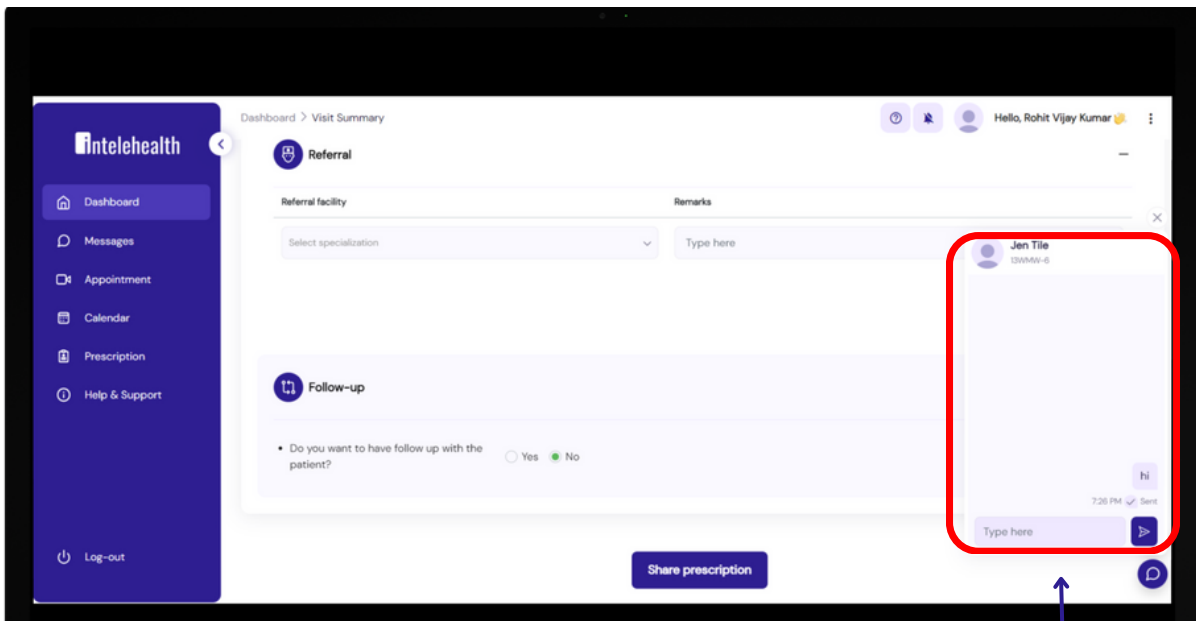 intelehealth
Dashboard > Visit Summary
Hello, Rohit Vijay Kumar 👋
Referral
Dashboard
Messages
Appointment
Calendar
Prescription
Help & Support
Log-out
Referral facility
Remarks
Select specialization
Type here
Jen Tile
13WMW-6
Follow-up
• Do you want to have follow up with the
patient?
Yes
No
hi
7:26 PM Sent
Type here
Share prescription